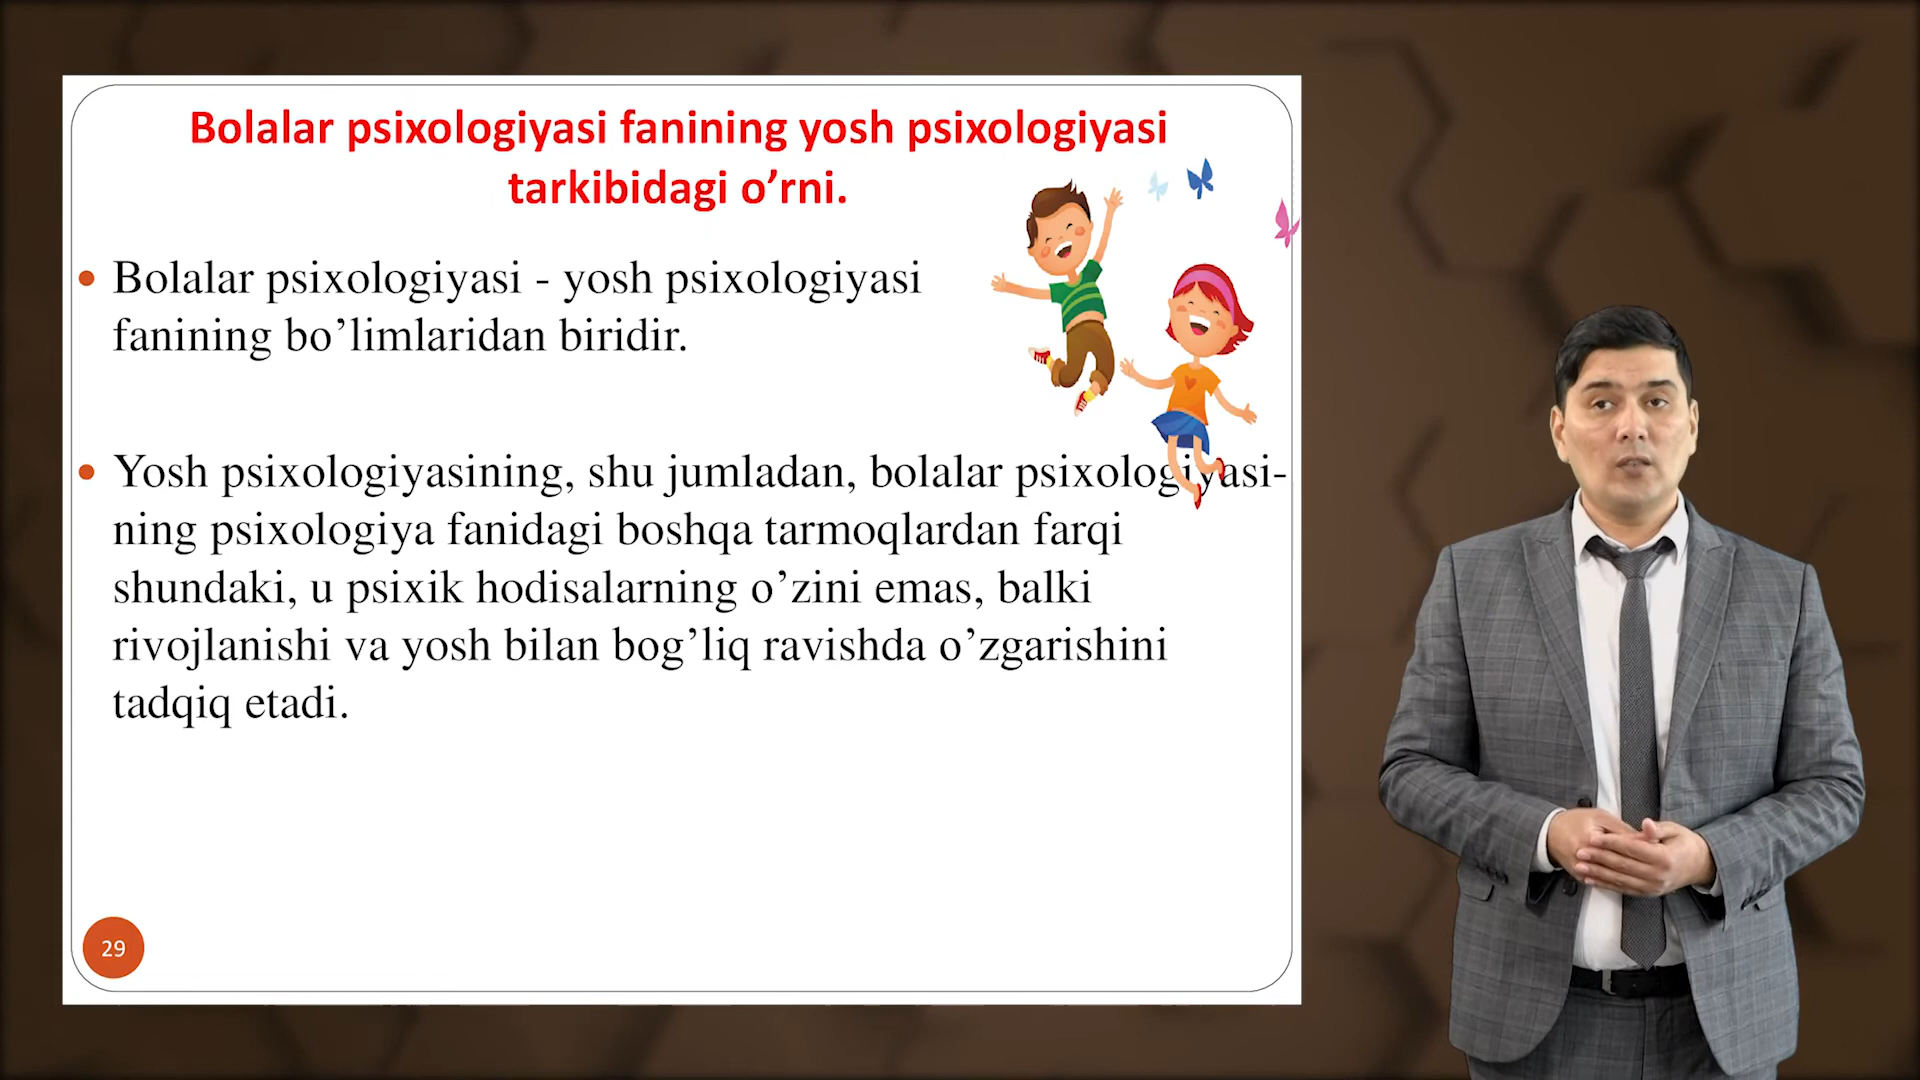 Bolalar psixologiyasi fanining yosh psixologiyasi
tarkibidagi o’rni.
Bolalar psixologiyasi - yosh psixologiyasi
fanining bo’limlaridan biridir.
Yosh psixologiyasining, shu jumladan, bolalar psixologiyasi-
ning psixologiya fanidagi boshqa tarmoqlardan farqi
shundaki, u psixik hodisalarning o’zini emas, balki
rivojlanishi va yosh bilan bog’liq ravishda o’zgarishini
tadqiq etadi.
29